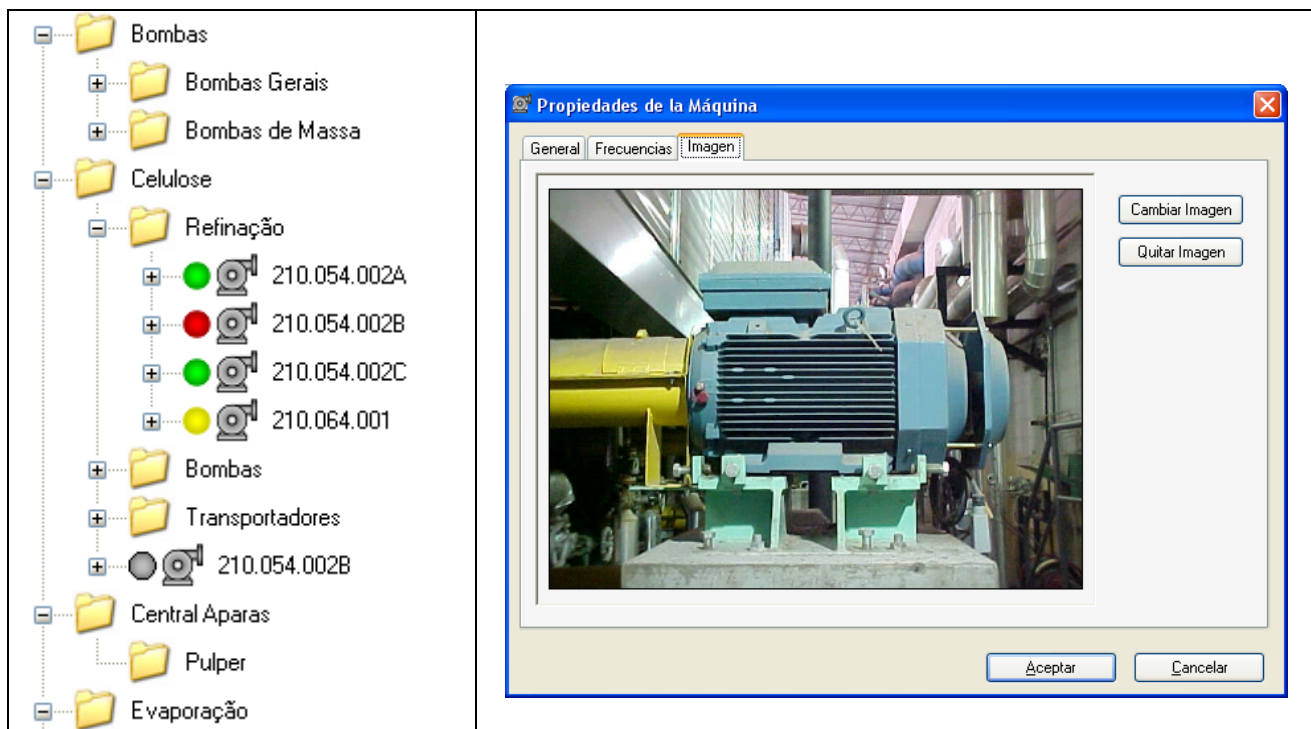 Bombas
Bombas Gerais
Bombas de Massa
Celulose
Refinação
210.054.002A
210.054.002B
210.054.002C
210.064.001
Bombas
Transportadores
210.054.002B
Central Aparas
Pulper
Evaporação
Propiedades de la Máquina
General Frecuencias Imagen
Cambiar Imagen
Quitar Imagen
Aceptar Cancelar